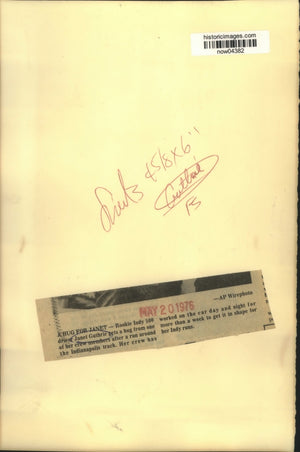 historicimages.com
now04382
45/8x6"
15
—AP Wirephoto
MAY 20 1976
A HUG FOR JANET — Rookie Indy 500
driver Janet Guthrie gets a hug from one
of her crew members after a run around
the Indianapolis track. Her crew has
worked on the car day and night for
more than a week to get it in shape for
her Indy runs.